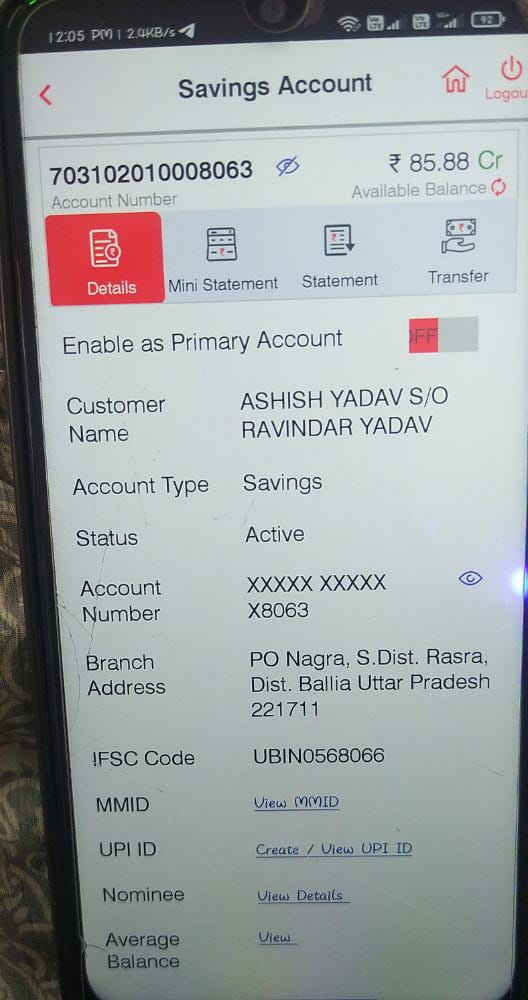 12:05 PM | 2.4KB/s
92
Savings Account
Logou
703102010008063
₹ 85.88 Cr
Account Number
Available Balance
Details
Mini Statement
Statement
Transfer
Enable as Primary Account
OFF
Customer Name
ASHISH YADAV S/O
RAVINDAR YADAV
Account Type
Savings
Status
Active
Account
Number
XXXXX XXXXX
X8063
Branch
Address
PO Nagra, S.Dist. Rasra,
Dist. Ballia Uttar Pradesh
221711
IFSC Code
UBIN0568066
MMID
View MMID
UPI ID
Create / View UPI ID
Nominee
View Details
Average
Balance
View